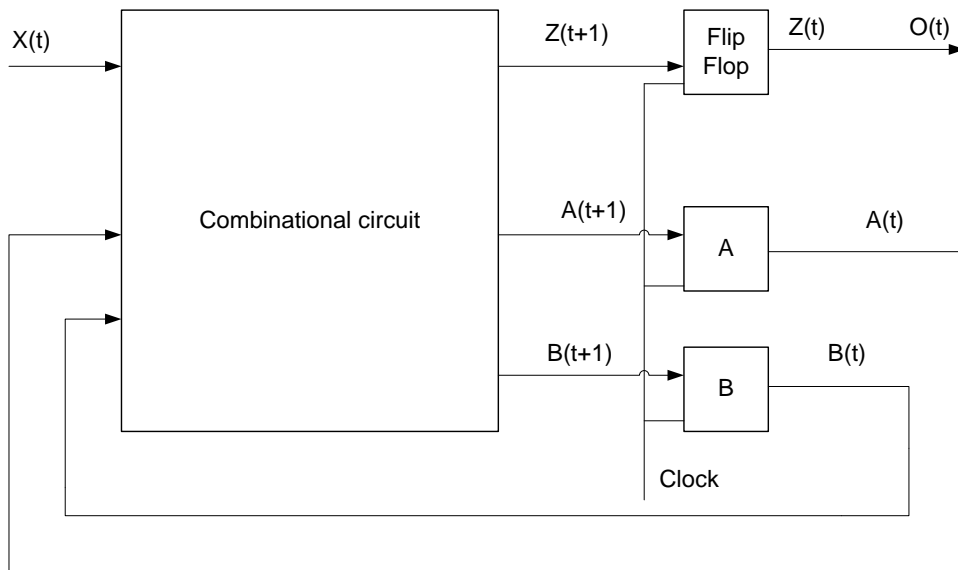 X(t)
Z(t+1)
Flip
Flop
Z(t)
O(t)
Combinational circuit
A(t+1)
A
A(t)
B(t+1)
B
B(t)
Clock